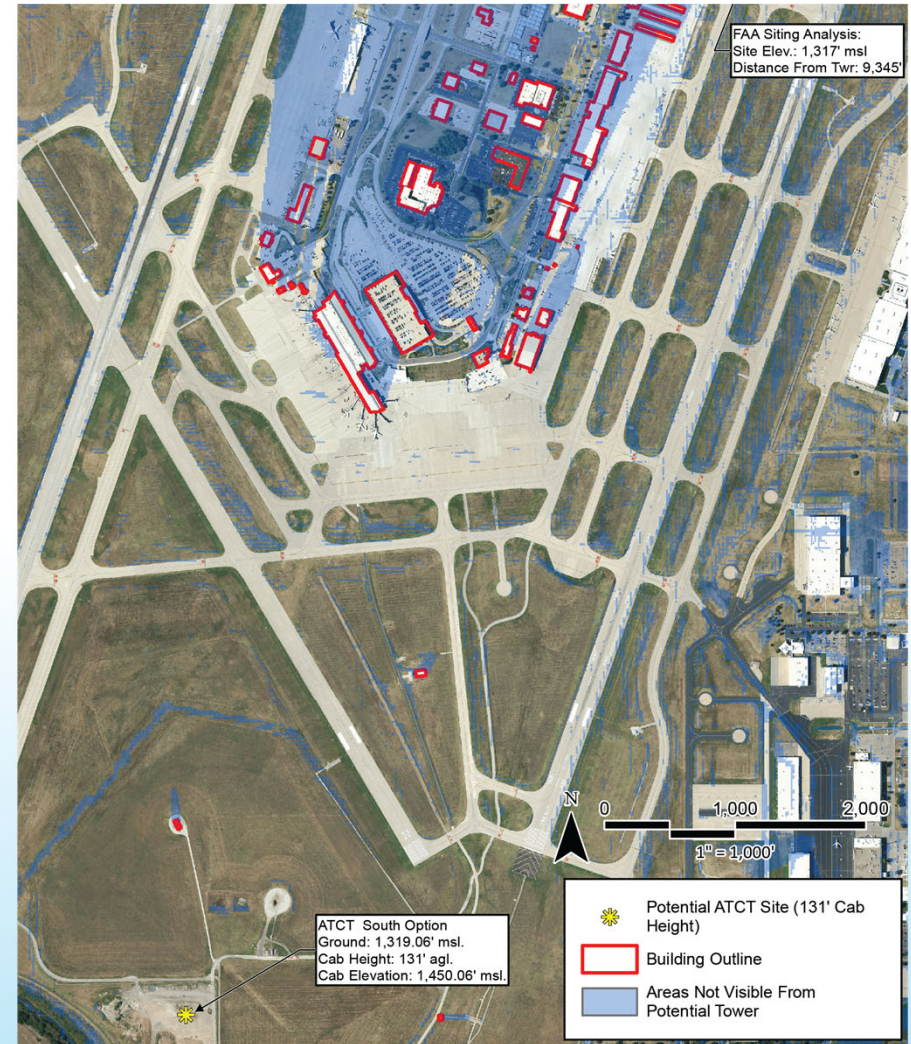 FAA Siting Analysis:
Site Elev.: 1,317' msl
Distance From Twr: 9,345'
N
0 1,000 2,000
1" = 1,000'
ATCT South Option
Ground: 1,319.06' msl.
Cab Height: 131' agl.
Cab Elevation: 1,450.06' msl.
Potential ATCT Site (131' Cab
Height)
Building Outline
Areas Not Visible From
Potential Tower